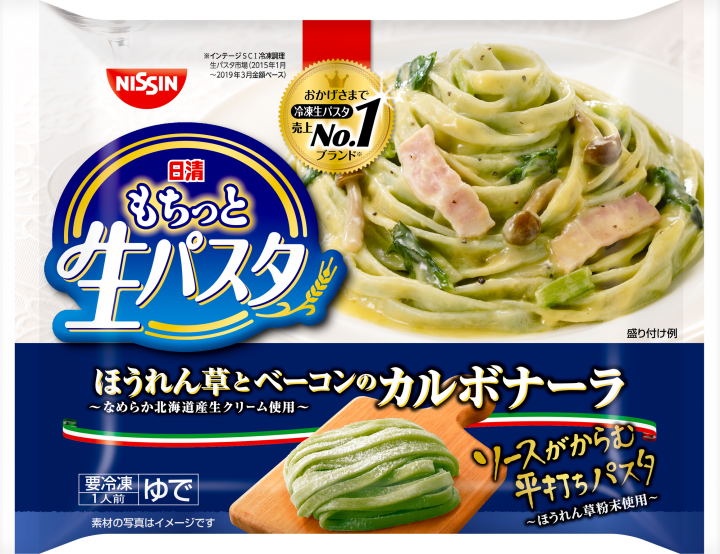 NISSIN
※インテージSCI冷凍調理
生パスタ市場(2015年1月
～2019年3月金額ベース)
おかげさまで
冷凍生パスタ
売上No.1
ブランド※
日清
もちっと
生パスタ
盛り付け例
ほうれん草とベーコンのカルボナーラ
～なめらか北海道産生クリーム使用～
ソースがからむ
平打ちパスタ
～ほうれん草粉末使用～
要冷凍
1人前
ゆで
素材の写真はイメージです